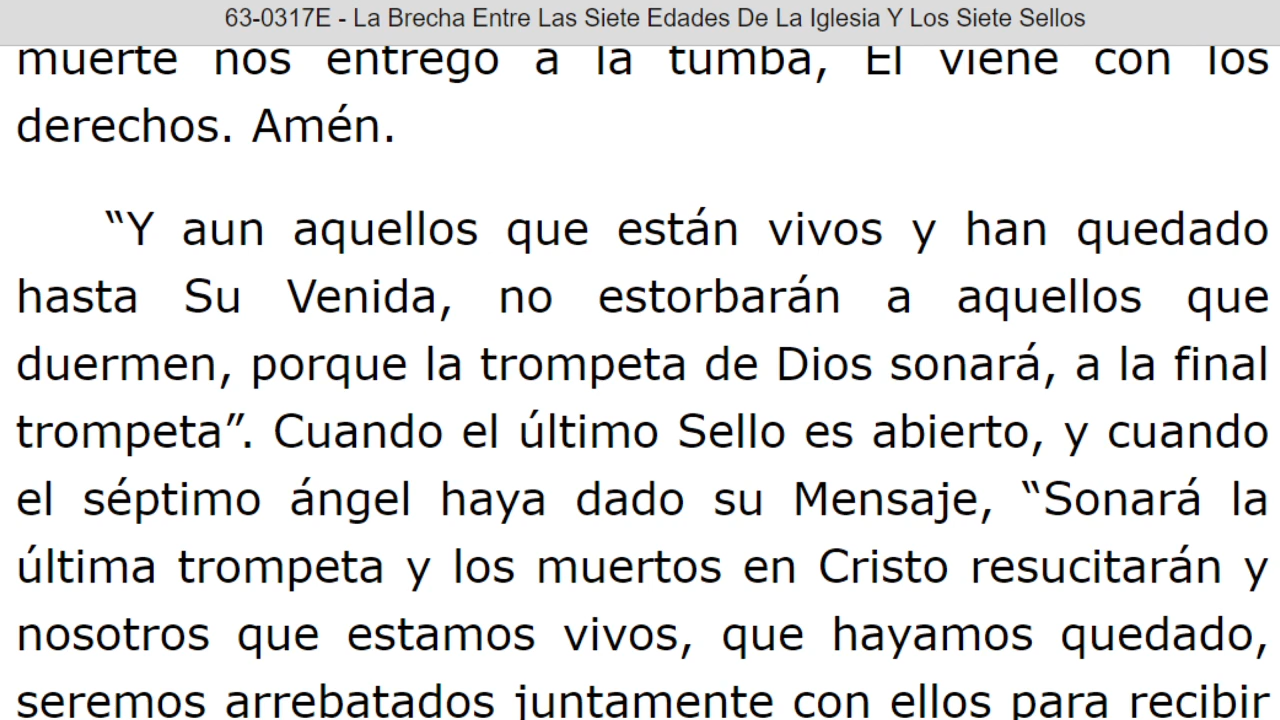 63-0317E - La Brecha Entre Las Siete Edades De La Iglesia Y Los Siete Sellos
muerte nos entregó a la tumba, Él viene con los
derechos. Amén.
“Y aun aquellos que están vivos y han quedado
hasta Su Venida, no estorbarán a aquellos que
duermen, porque la trompeta de Dios sonará, a la final
trompeta”. Cuando el último Sello es abierto, y cuando
el séptimo ángel haya dado su Mensaje, “Sonará la
última trompeta y los muertos en Cristo resucitarán y
nosotros que estamos vivos, que hayamos quedado,
seremos arrebatados juntamente con ellos para recibir